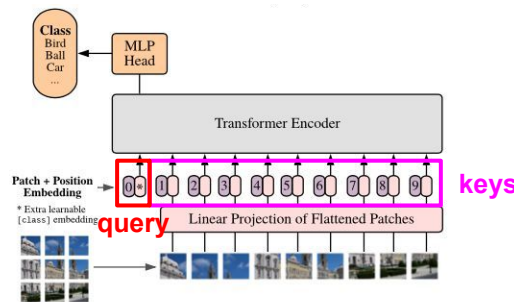 Class
Bird
Ball
Car
...
MLP
Head
Transformer Encoder
Patch + Position
Embedding
0 * 1 2 3 4 5 6 7 8 9
keys
* Extra learnable
[class] embedding
query
Linear Projection of Flattened Patches